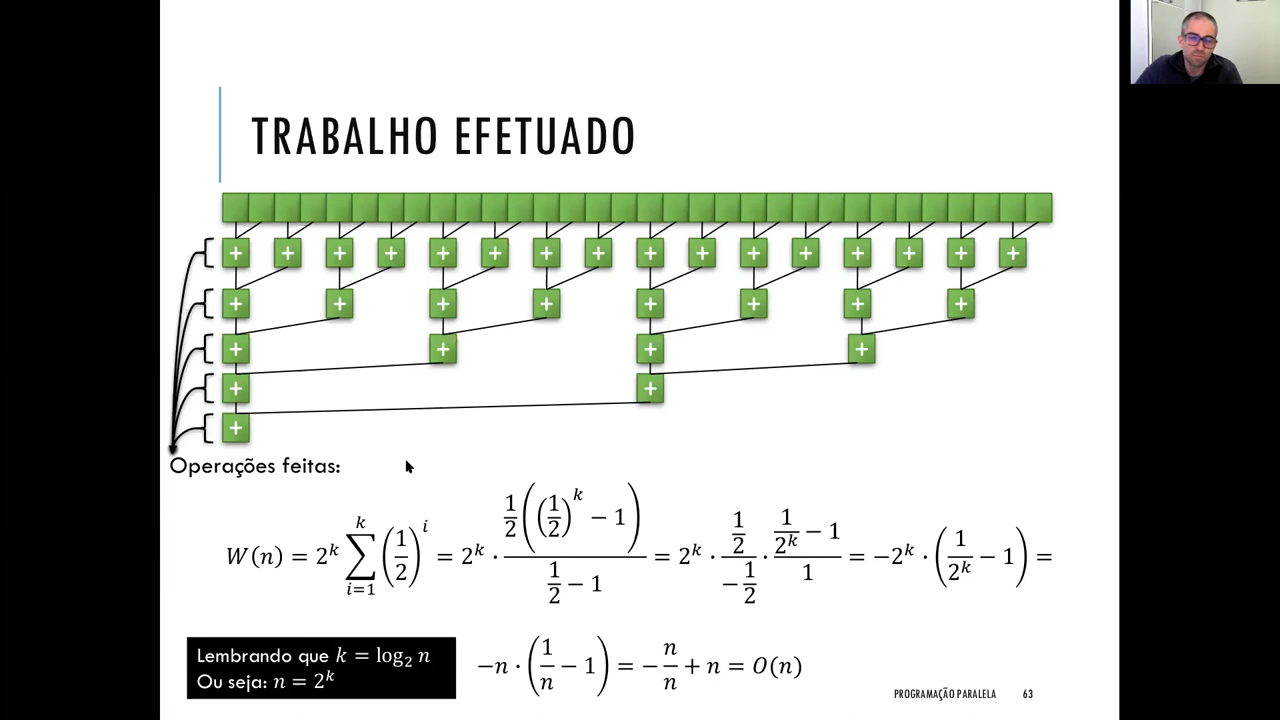 TRABALHO EFETUADO
+ + + + + + + + + + + + + + + +
+ + + + + + + +
+ + + +
+ +
+
Operações feitas:
W(n) = 2^k ∑_{i=1}^{k} (1/2)^i = 2^k · (1/2((1/2)^k − 1))/(1/2 − 1) = 2^k · (1/2)/(−1/2) · (1/2^k − 1)/1 = −2^k · (1/2^k − 1) =
Lembrando que k = log₂ n
Ou seja: n = 2^k
−n · (1/n − 1) = −n/n + n = O(n)
PROGRAMAÇÃO PARALELA 63